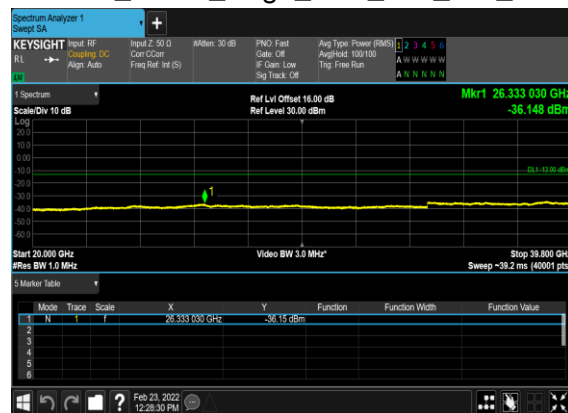 Spectrum Analyzer 1
Swept SA
+
KEYSIGHT Input: RF Input Z: 50 Ω #Atten: 30 dB PNO: Fast Avg Type: Power (RMS) 1 2 3 4 5 6
RL Coupling: DC Corr CCorr Gate: Off Avg|Hold: 100/100 A W W W W W
Align: Auto Freq Ref: Int (S) IF Gain: Low Trig: Free Run A N N N N N
Sig Track: Off
1 Spectrum Ref Lvl Offset 16.00 dB Mkr1 26.333 030 GHz
Scale/Div 10 dB Ref Level 30.00 dBm -36.148 dBm
Log
20.0
10.0
0.00
-10.0 DL1 -13.00 dBm
-20.0
-30.0 1
-40.0
-50.0
-60.0
Start 20.000 GHz Video BW 3.0 MHz* Stop 39.800 GHz
#Res BW 1.0 MHz Sweep ~39.2 ms (40001 pts)
5 Marker Table
Mode Trace Scale X Y Function Function Width Function Value
1 N 1 f 26.333 030 GHz -36.15 dBm
2
3
4
5
6
? Feb 23, 2022
12:28:30 PM